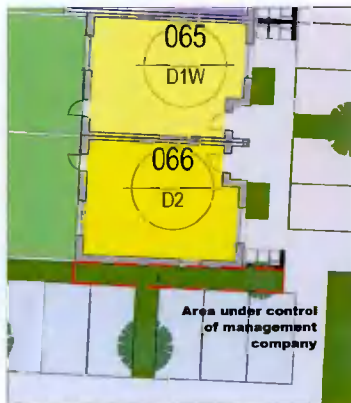 065
D1W
066
D2
Area under control
of management
company